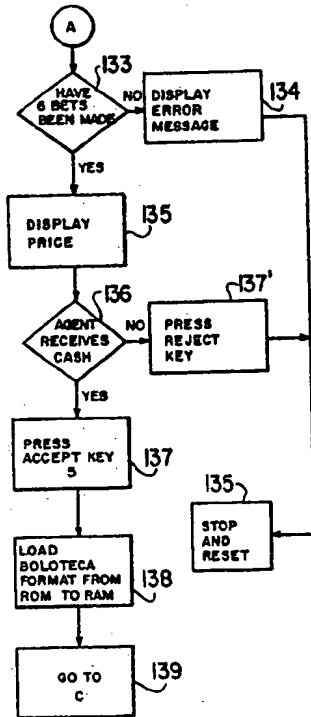 A
133
HAVE
6 BETS
BEEN MADE
NO
DISPLAY
ERROR
MESSAGE
134
YES
DISPLAY
PRICE
135
136
AGENT
RECEIVES
CASH
NO
PRESS
REJECT
KEY
137'
YES
PRESS
ACCEPT KEY
5
137
135
STOP
AND
RESET
LOAD
BOLOTECA
FORMAT FROM
ROM TO RAM
138
GO TO
C
139